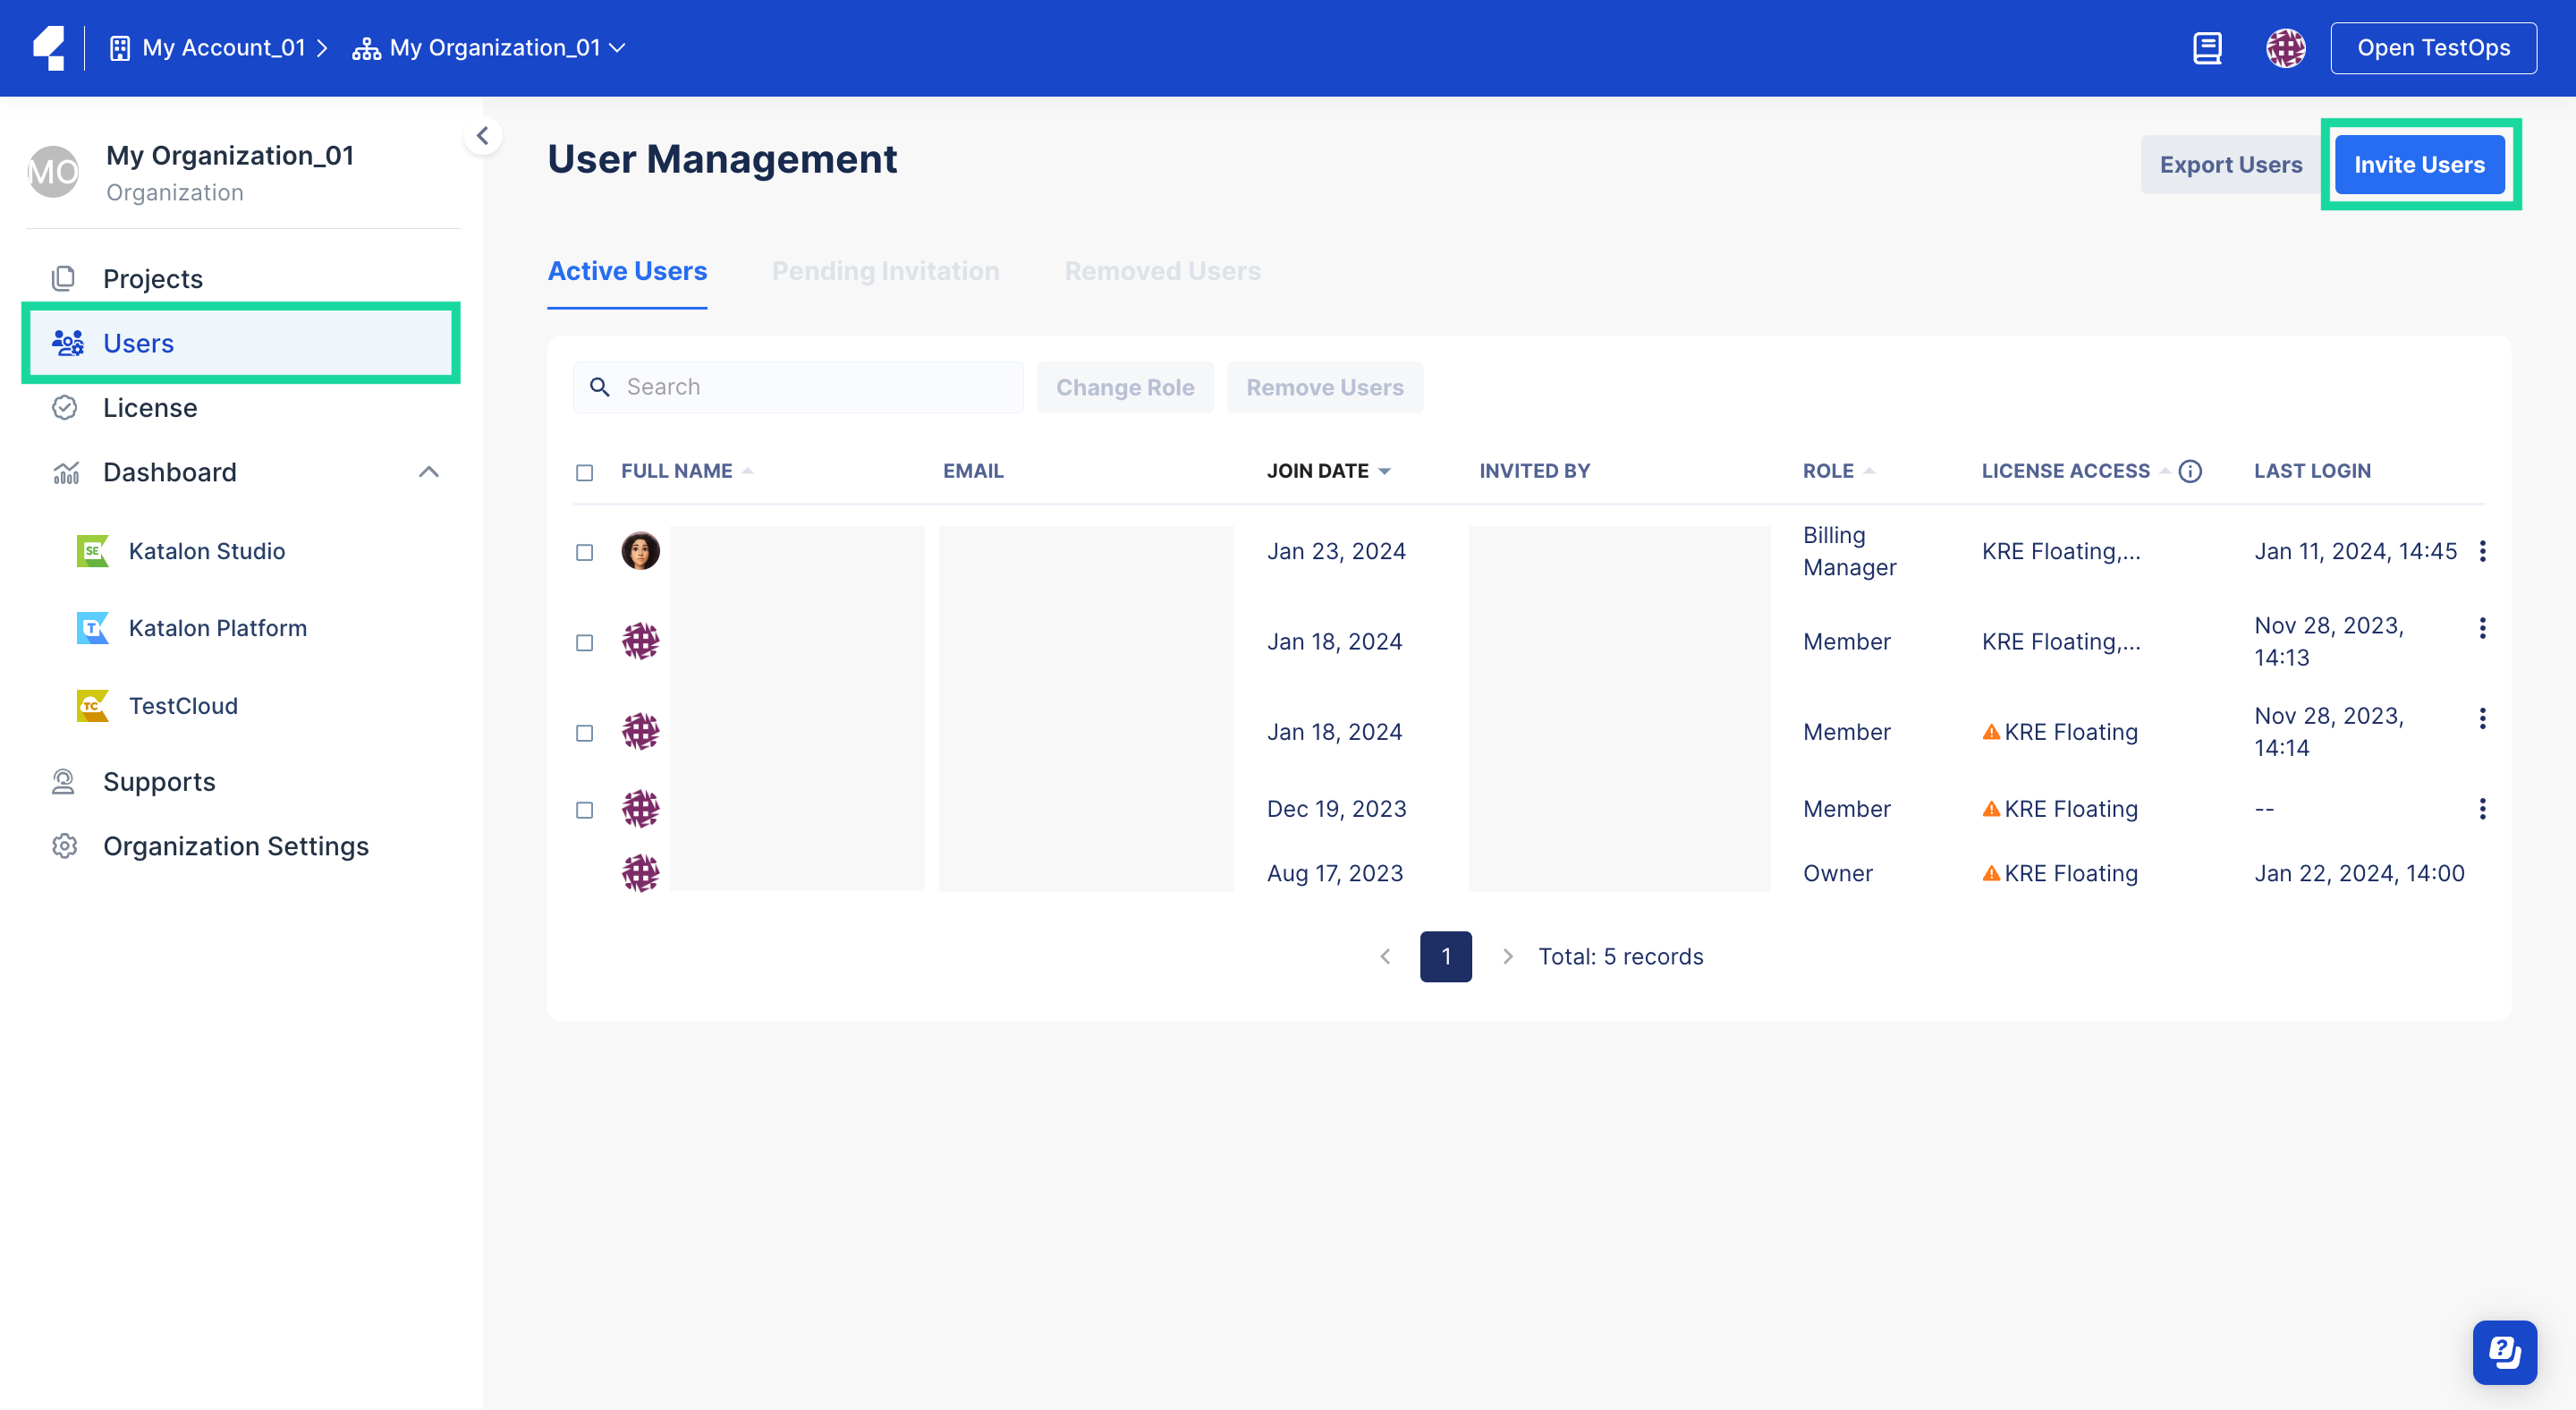 My Account_01
My Organization_01
Open TestOps
MO
My Organization_01
Organization
Projects
Users
License
Dashboard
SE
Katalon Studio
T
Katalon Platform
TC
TestCloud
Supports
Organization Settings
User Management
Export Users
Invite Users
Active Users
Pending Invitation
Removed Users
Search
Change Role
Remove Users
FULL NAME
EMAIL
JOIN DATE
INVITED BY
ROLE
LICENSE ACCESS
LAST LOGIN
Jan 23, 2024
Billing
Manager
KRE Floating,...
Jan 11, 2024, 14:45
Jan 18, 2024
Member
KRE Floating,...
Nov 28, 2023,
14:13
Jan 18, 2024
Member
KRE Floating
Nov 28, 2023,
14:14
Dec 19, 2023
Member
KRE Floating
--
Aug 17, 2023
Owner
KRE Floating
Jan 22, 2024, 14:00
1
Total: 5 records